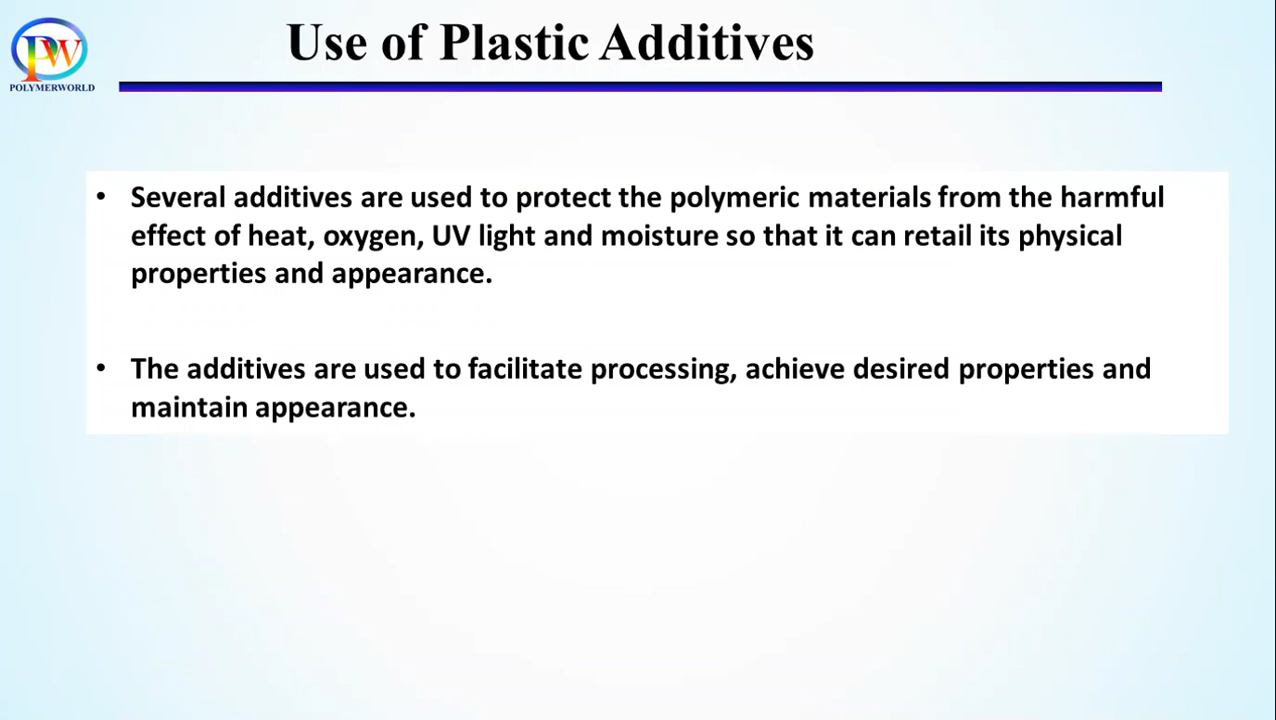 PW
POLYMERWORLD
Use of Plastic Additives
• Several additives are used to protect the polymeric materials from the harmful
effect of heat, oxygen, UV light and moisture so that it can retail its physical
properties and appearance.
• The additives are used to facilitate processing, achieve desired properties and
maintain appearance.